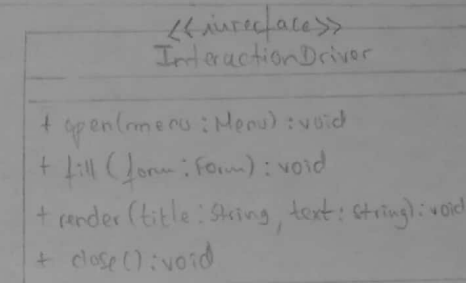 <<interface>>
InteractionDriver
+ open(menu : Menu) : void
+ fill (form : Form) : void
+ render (title : String, text : string) : void
+ close() : void